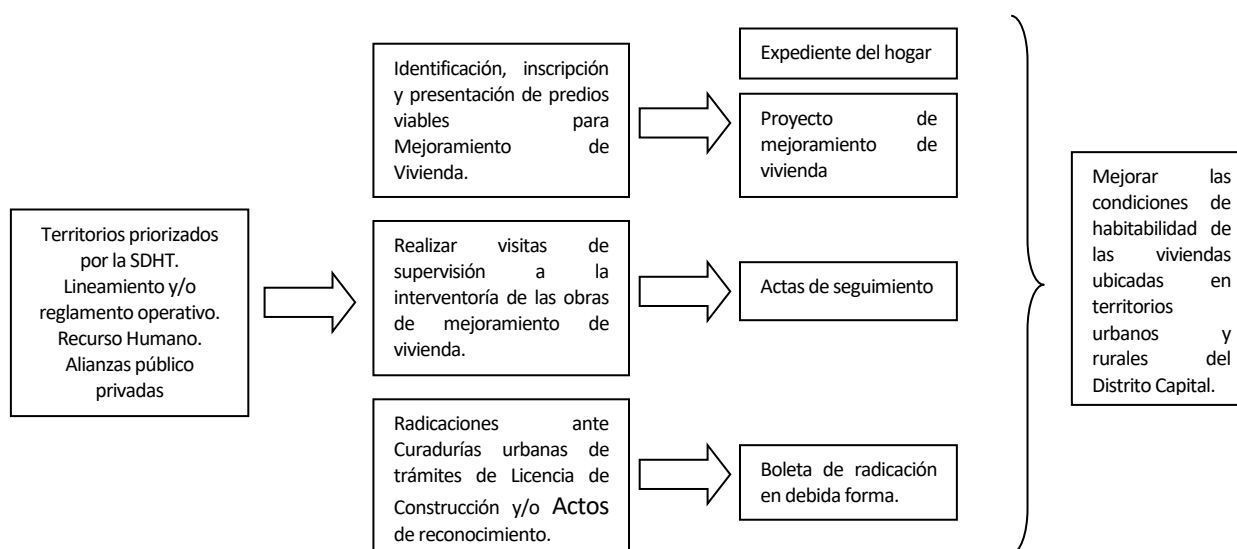 Territorios priorizados
por la SDHT.
Lineamiento y/o
reglamento operativo.
Recurso Humano.
Alianzas público
privadas
Identificación, inscripción
y presentación de predios
viables para
Mejoramiento de
Vivienda.
Expediente del hogar
Proyecto de
mejoramiento de
vivienda
Realizar visitas de
supervisión a la
interventoría de las obras
de mejoramiento de
vivienda.
Actas de seguimiento
Radicaciones ante
Curadurías urbanas de
trámites de Licencia de
Construcción y/o Actos
de reconocimiento.
Boleta de radicación
en debida forma.
Mejorar las
condiciones de
habitabilidad de
las viviendas
ubicadas en
territorios
urbanos y
rurales del
Distrito Capital.